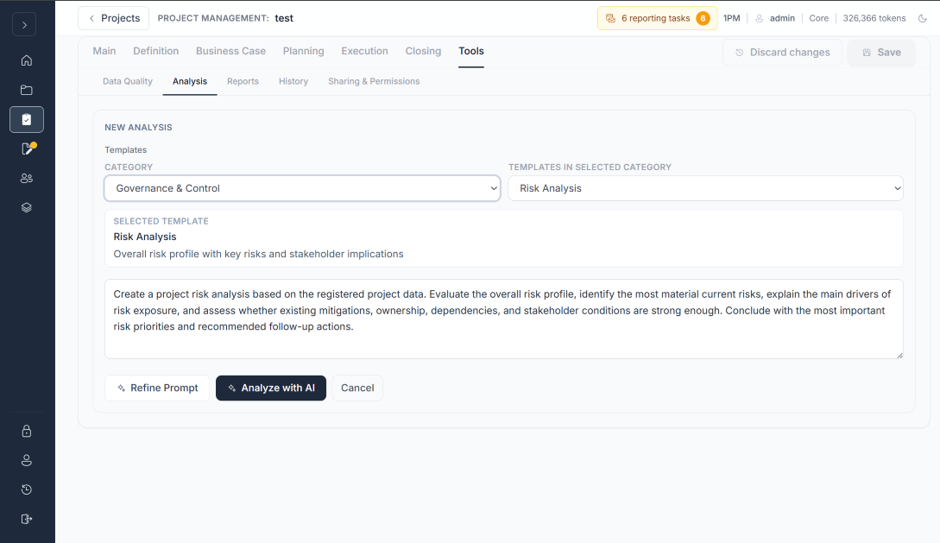 Projects
PROJECT MANAGEMENT: test
6 reporting tasks 6
1PM
admin
Core
326,366 tokens
Main Definition Business Case Planning Execution Closing Tools
Discard changes
Save
Data Quality Analysis Reports History Sharing & Permissions
NEW ANALYSIS
Templates
CATEGORY
Governance & Control
TEMPLATES IN SELECTED CATEGORY
Risk Analysis
SELECTED TEMPLATE
Risk Analysis
Overall risk profile with key risks and stakeholder implications
Create a project risk analysis based on the registered project data. Evaluate the overall risk profile, identify the most material current risks, explain the main drivers of
risk exposure, and assess whether existing mitigations, ownership, dependencies, and stakeholder conditions are strong enough. Conclude with the most important
risk priorities and recommended follow-up actions.
Refine Prompt
Analyze with AI
Cancel